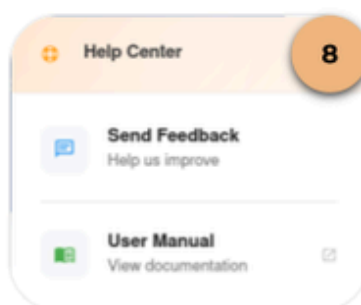 Help Center
8
Send Feedback
Help us improve
User Manual
View documentation